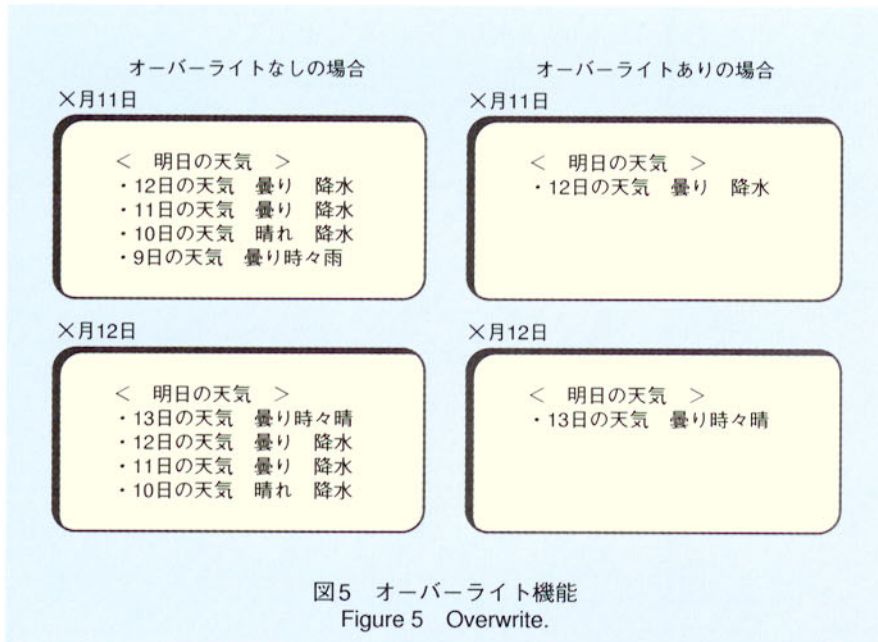 オーバーライトなしの場合
×月11日
＜　明日の天気　＞
・12日の天気　曇り　降水
・11日の天気　曇り　降水
・10日の天気　晴れ　降水
・9日の天気　曇り時々雨
×月12日
＜　明日の天気　＞
・13日の天気　曇り時々晴
・12日の天気　曇り　降水
・11日の天気　曇り　降水
・10日の天気　晴れ　降水
オーバーライトありの場合
×月11日
＜　明日の天気　＞
・12日の天気　曇り　降水
×月12日
＜　明日の天気　＞
・13日の天気　曇り時々晴
図5　オーバーライト機能
Figure 5　Overwrite.